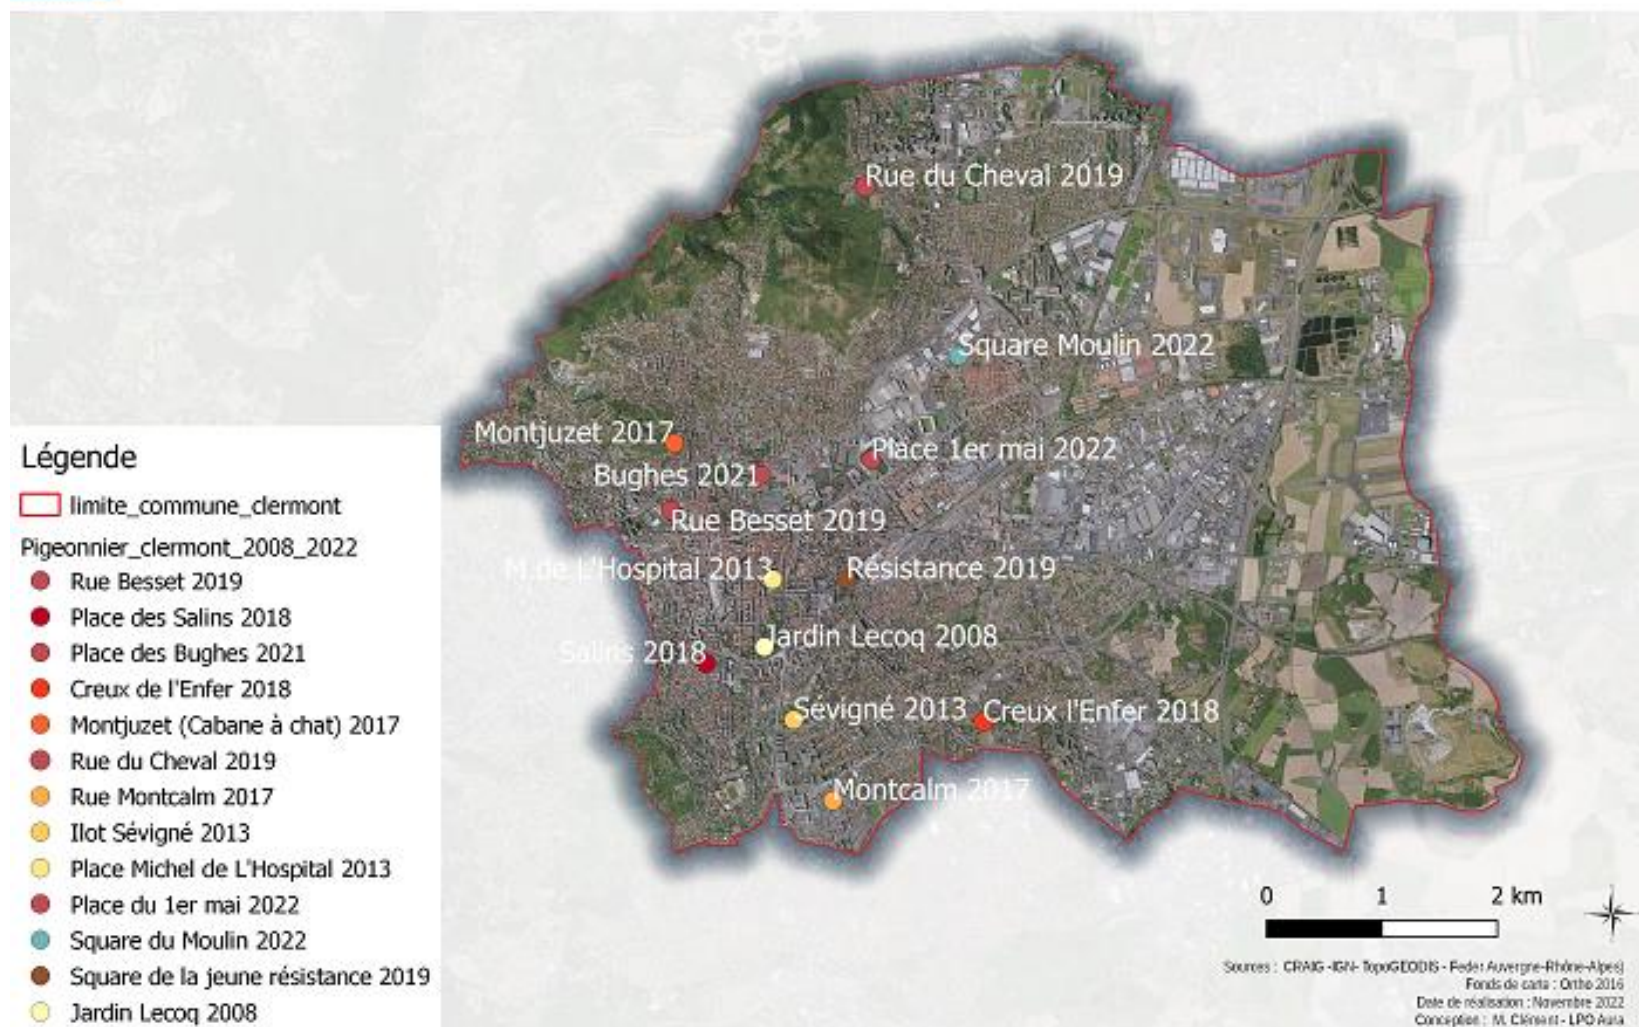 Rue du Cheval 2019
Square Moulin 2022
Montjuzet 2017
Place 1er mai 2022
Bughes 2021
Rue Besset 2019
M.de L'Hospital 2013
Résistance 2019
Jardin Lecoq 2008
Salins 2018
Sévigné 2013
Creux l'Enfer 2018
Montcalm 2017
Légende
limite_commune_clermont
Pigeonnier_clermont_2008_2022
Rue Besset 2019
Place des Salins 2018
Place des Bughes 2021
Creux de l'Enfer 2018
Montjuzet (Cabane à chat) 2017
Rue du Cheval 2019
Rue Montcalm 2017
Ilot Sévigné 2013
Place Michel de L'Hospital 2013
Place du 1er mai 2022
Square du Moulin 2022
Square de la jeune résistance 2019
Jardin Lecoq 2008
0 1 2 km
Sources : CRAIG -IGN- TopoGEODIS - Feder Auvergne-Rhône-Alpes)
Fonds de carte : Ortho 2016
Date de réalisation : Novembre 2022
Conception : M. Clément - LPO Aura